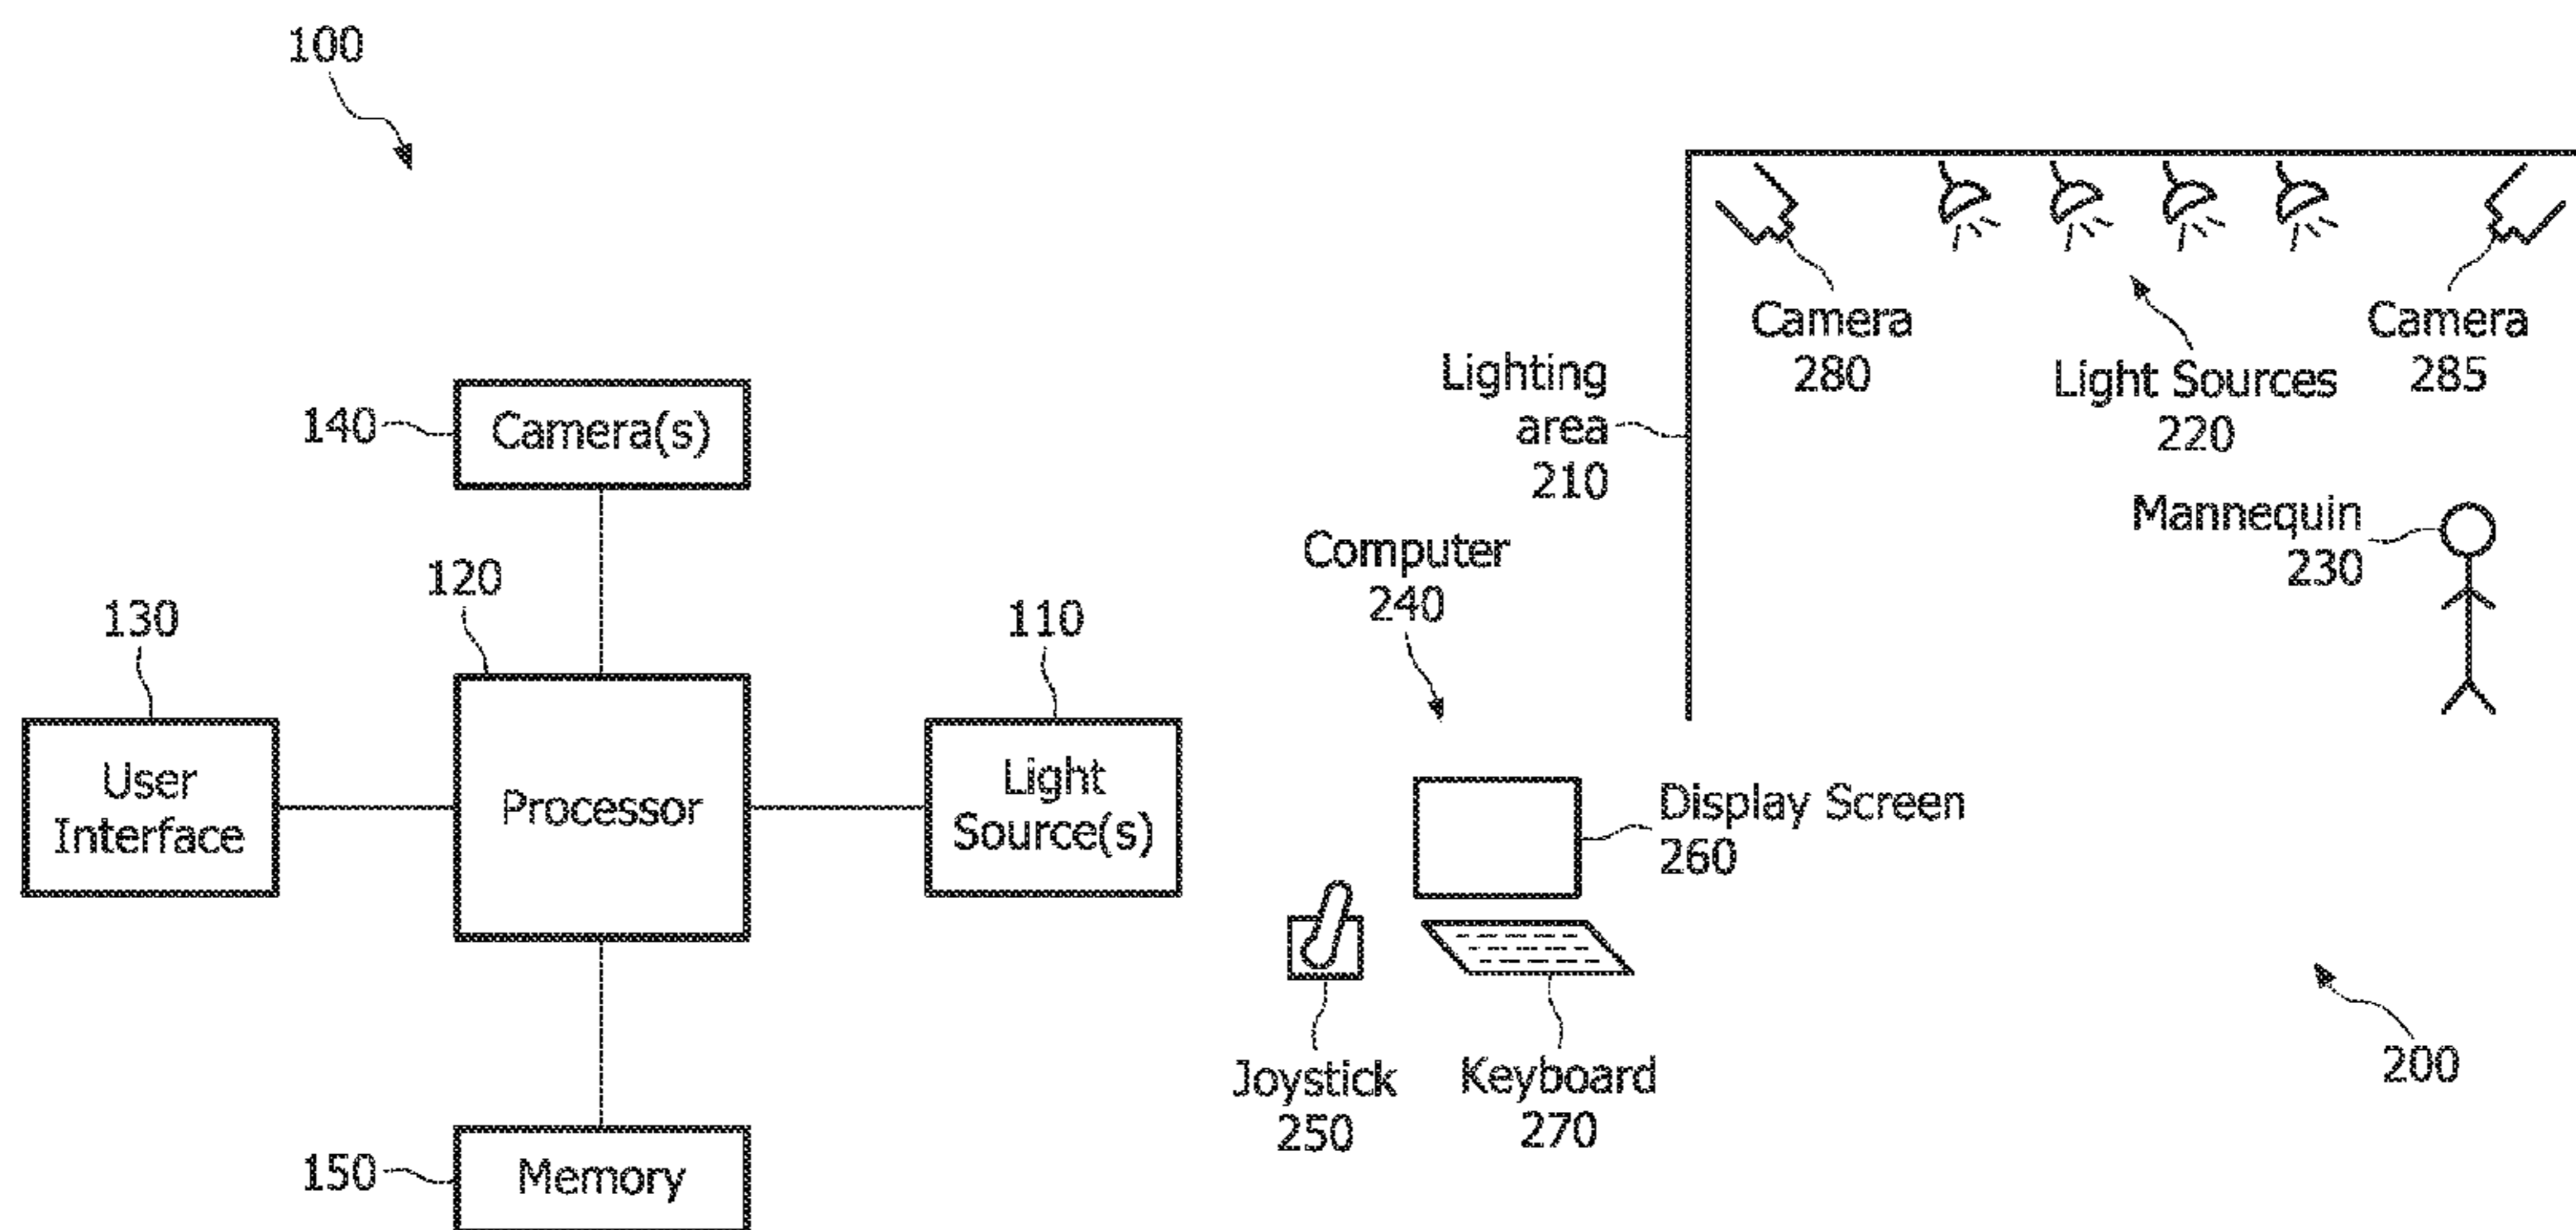 100
140
Camera(s)
130
120
110
User
Interface
Processor
Light
Source(s)
150
Memory
Camera
280
Light Sources
220
Camera
285
Lighting
area
210
Mannequin
230
Computer
240
Display Screen
260
Joystick
250
Keyboard
270
200